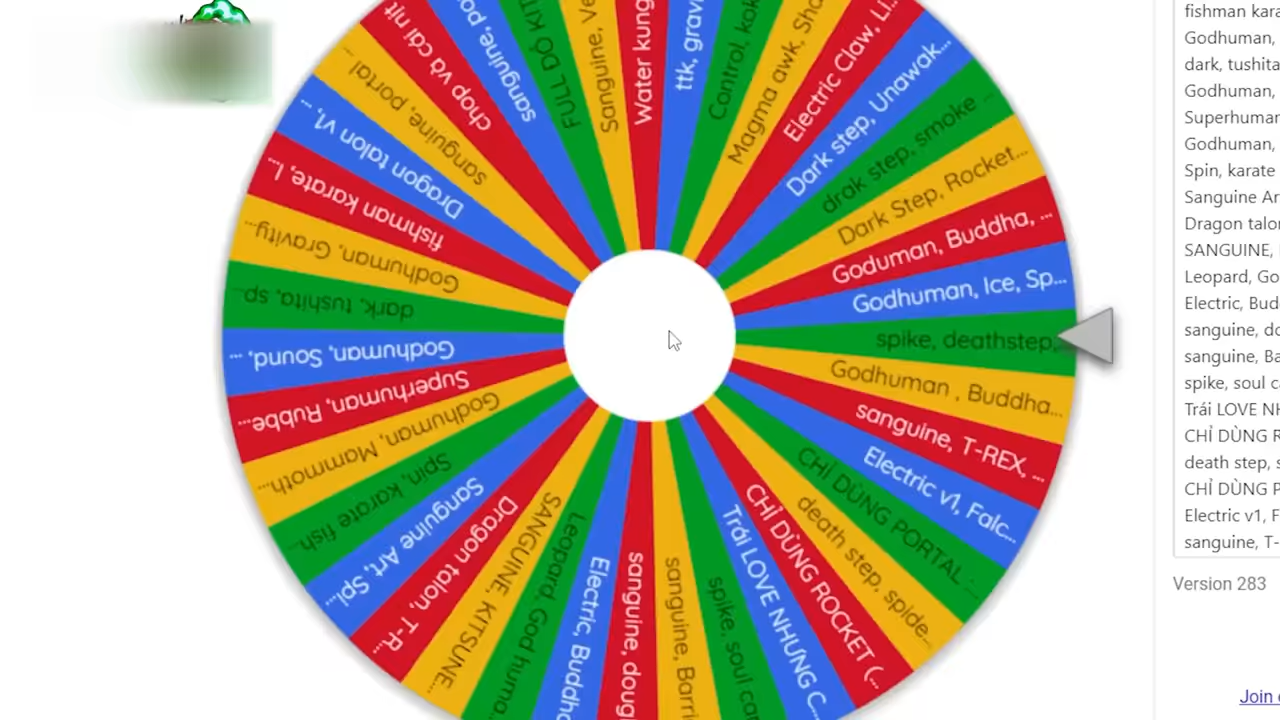 Water kung
ttk, gravi
Control, kok
Magma awk, Sha
Electric Claw, Li...
Dark step, Unawak...
drak step, smoke ...
Dark Step, Rocket...
Goduman, Buddha, ...
Godhuman, Ice, Sp...
spike, deathstep,
Godhuman , Buddha...
sanguine, T-REX, ...
Electric v1, Falc...
CHỈ DÙNG PORTAL ...
death step, spide...
CHỈ DÙNG ROCKET (...
Trái LOVE NHƯNG C...
spike, soul can
sanguine, Barri
sanguine, doug
Electric, Buddha
Leopard, God huma..
SANGUINE, KITSUNE...
Dragon talon, T-R...
Sanguine Art, Spi...
Spin, karate fish...
Godhuman, Mammoth...
Superhuman, Rubbe...
Godhuman, Sound, ...
dark, tushita, sp...
Godhuman, Gravity...
fishman karate, l...
Dragon talon v1, ...
sanguine, portal ...
chop và cái nịt
sanguine, po
FULL ĐỒ KIT
Sanguine, Ve
fishman kara
Godhuman,
dark, tushita
Godhuman,
Superhuman
Godhuman,
Spin, karate
Sanguine Ar
Dragon talon
SANGUINE,
Leopard, Go
Electric, Bud
sanguine, do
sanguine, Ba
spike, soul ca
Trái LOVE NH
CHỈ DÙNG R
death step, s
CHỈ DÙNG P
Electric v1, F
sanguine, T-
Version 283
Join